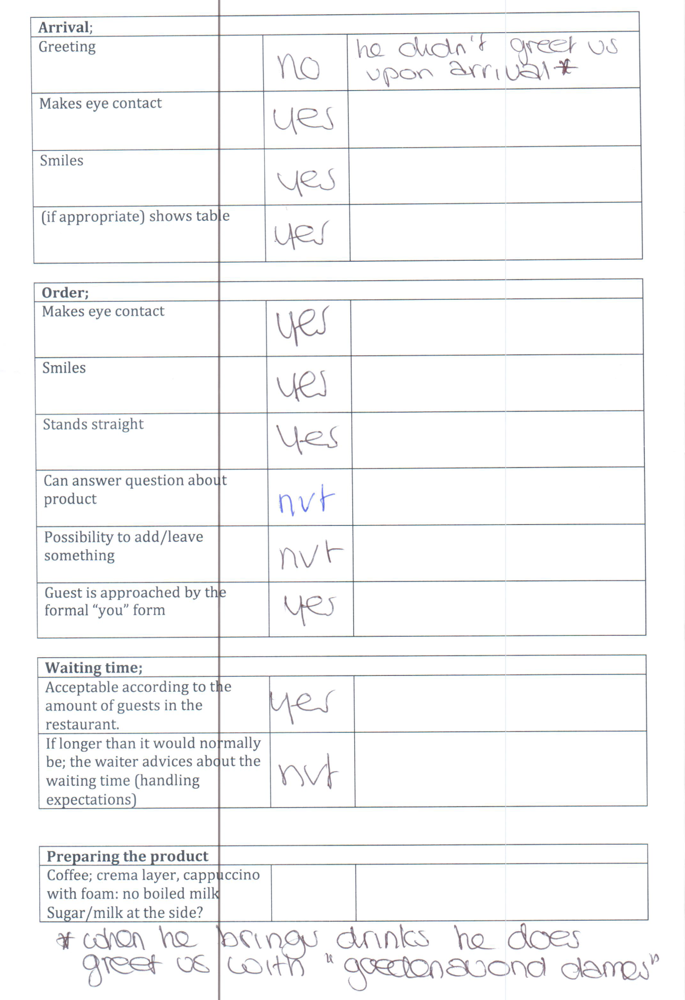 Arrival;
Greeting
no
he didn't greet us
upon arrival*
Makes eye contact
yes
Smiles
yes
(if appropriate) shows table
yes
Order;
Makes eye contact
yes
Smiles
yes
Stands straight
yes
Can answer question about
product
nvt
Possibility to add/leave
something
nvt
Guest is approached by the
formal “you” form
yes
Waiting time;
Acceptable according to the
amount of guests in the
restaurant.
yes
If longer than it would normally
be; the waiter advices about the
waiting time (handling
expectations)
nvt
Preparing the product
Coffee; crema layer, cappuccino
with foam: no boiled milk
Sugar/milk at the side?
* when he brings drinks he does
greet us with "goedenavond dames"